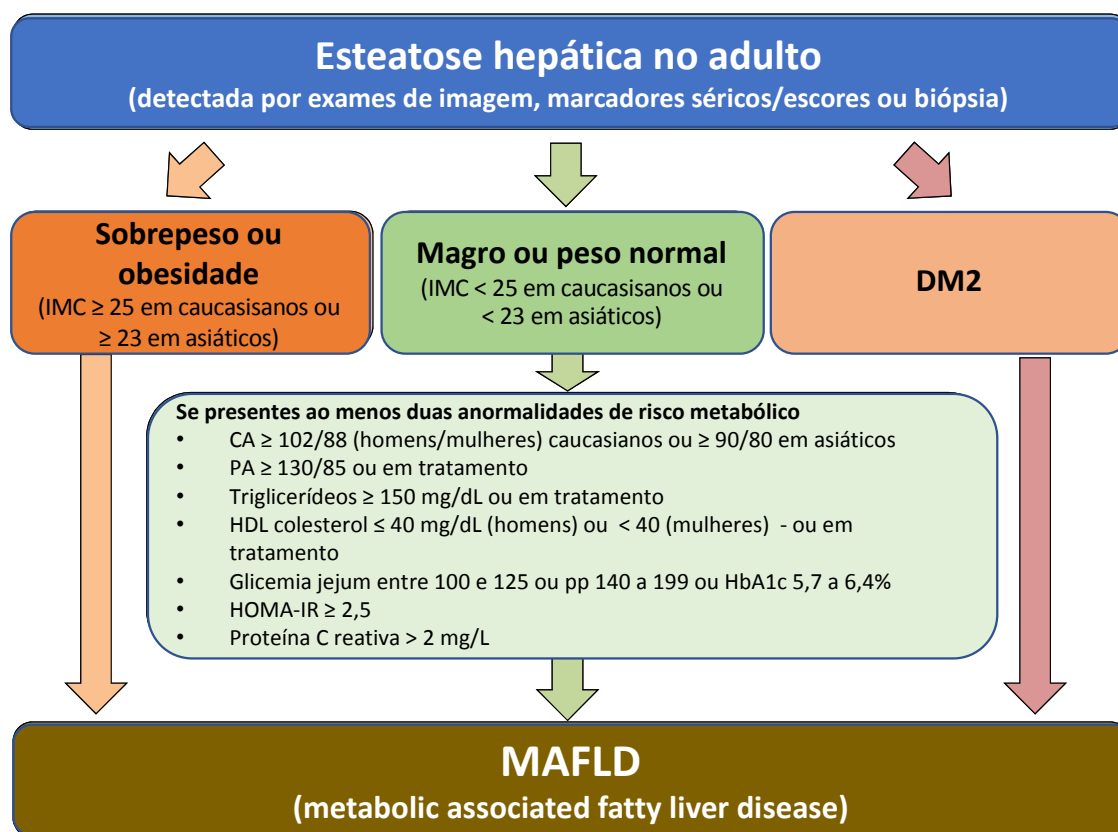 Esteatose hepática no adulto
(detectada por exames de imagem, marcadores séricos/escores ou biópsia)
Sobrepeso ou
obesidade
(IMC ≥ 25 em caucasisanos ou
≥ 23 em asiáticos)
Magro ou peso normal
(IMC < 25 em caucasisanos ou
< 23 em asiáticos)
DM2
Se presentes ao menos duas anormalidades de risco metabólico
• CA ≥ 102/88 (homens/mulheres) caucasianos ou ≥ 90/80 em asiáticos
• PA ≥ 130/85 ou em tratamento
• Triglicerídeos ≥ 150 mg/dL ou em tratamento
• HDL colesterol ≤ 40 mg/dL (homens) ou < 40 (mulheres) - ou em
tratamento
• Glicemia jejum entre 100 e 125 ou pp 140 a 199 ou HbA1c 5,7 a 6,4%
• HOMA-IR ≥ 2,5
• Proteína C reativa > 2 mg/L
MAFLD
(metabolic associated fatty liver disease)